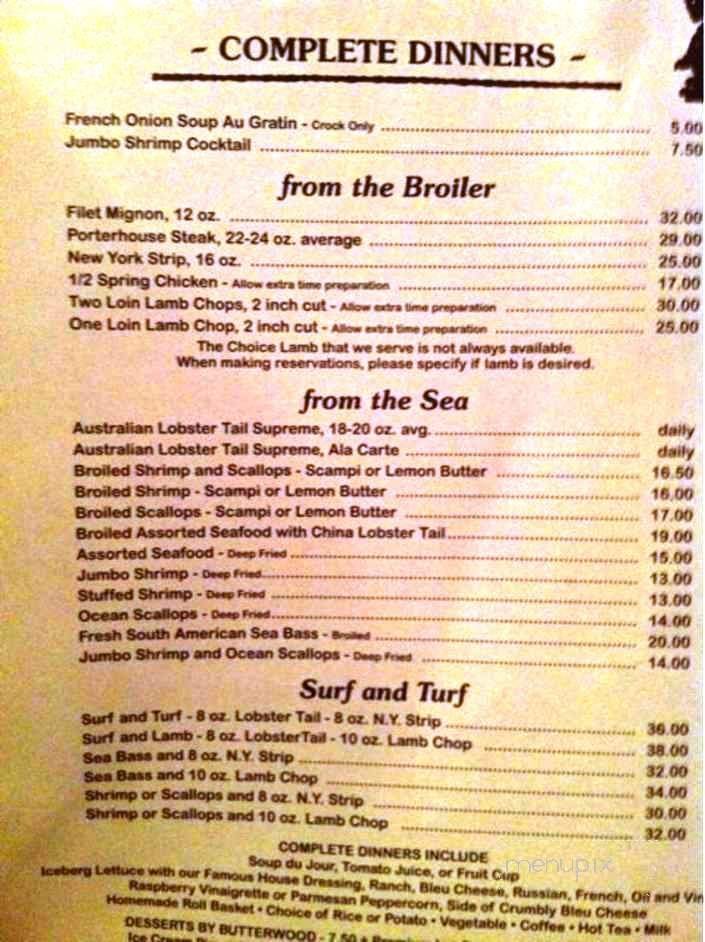 ~ COMPLETE DINNERS ~
French Onion Soup Au Gratin - Crock Only ........ 5.00
Jumbo Shrimp Cocktail ........ 7.50
from the Broiler
Filet Mignon, 12 oz. ........ 32.00
Porterhouse Steak, 22-24 oz. average ........ 29.00
New York Strip, 16 oz. ........ 25.00
1/2 Spring Chicken - Allow extra time preparation ........ 17.00
Two Loin Lamb Chops, 2 inch cut - Allow extra time preparation ........ 30.00
One Loin Lamb Chop, 2 inch cut - Allow extra time preparation ........ 25.00
The Choice Lamb that we serve is not always available.
When making reservations, please specify if lamb is desired.
from the Sea
Australian Lobster Tail Supreme, 18-20 oz. avg. ........ daily
Australian Lobster Tail Supreme, Ala Carte ........ daily
Broiled Shrimp and Scallops - Scampi or Lemon Butter ........ 16.50
Broiled Shrimp - Scampi or Lemon Butter ........ 16.00
Broiled Scallops - Scampi or Lemon Butter ........ 17.00
Broiled Assorted Seafood with China Lobster Tail ........ 19.00
Assorted Seafood - Deep Fried ........ 15.00
Jumbo Shrimp - Deep Fried ........ 13.00
Stuffed Shrimp - Deep Fried ........ 13.00
Ocean Scallops - Deep Fried ........ 14.00
Fresh South American Sea Bass - Broiled ........ 20.00
Jumbo Shrimp and Ocean Scallops - Deep Fried ........ 14.00
Surf and Turf
Surf and Turf - 8 oz. Lobster Tail - 8 oz. N.Y. Strip ........ 36.00
Surf and Lamb - 8 oz. LobsterTail - 10 oz. Lamb Chop ........ 38.00
Sea Bass and 8 oz. N.Y. Strip ........ 32.00
Sea Bass and 10 oz. Lamb Chop ........ 34.00
Shrimp or Scallops and 8 oz. N.Y. Strip ........ 30.00
Shrimp or Scallops and 10 oz. Lamb Chop ........ 32.00
COMPLETE DINNERS INCLUDE
Soup du Jour, Tomato Juice, or Fruit Cup
menupix
Iceberg Lettuce with our Famous House Dressing, Ranch, Bleu Cheese, Russian, French, Oil and Vin
Raspberry Vinaigrette or Parmesan Peppercorn, Side of Crumbly Bleu Cheese
Homemade Roll Basket • Choice of Rice or Potato • Vegetable • Coffee • Hot Tea • Milk
DESSERTS BY BUTTERWOOD - 7.50
Ice Cream